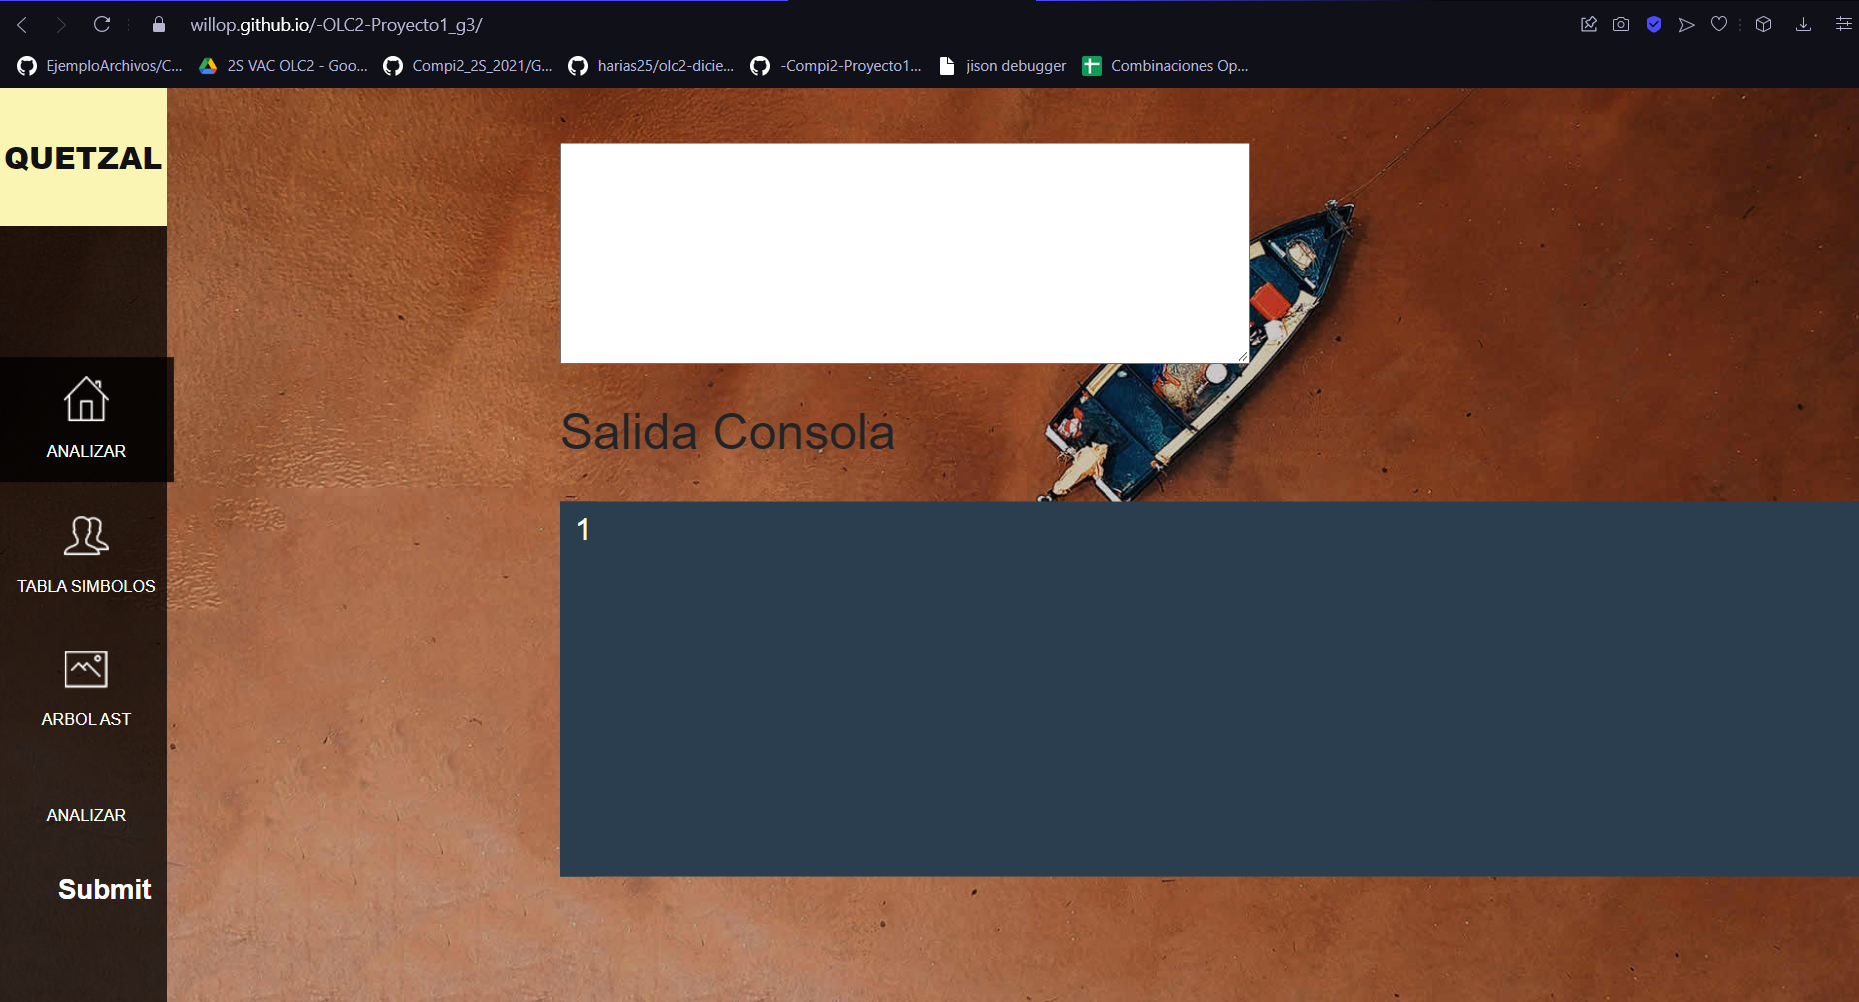 willop.github.io/-OLC2-Proyecto1_g3/
EjemploArchivos/C... 2S VAC OLC2 - Goo... Compi2_2S_2021/G... harias25/olc2-dicie... -Compi2-Proyecto1... jison debugger Combinaciones Op...
QUETZAL
Salida Consola
1
ANALIZAR
TABLA SIMBOLOS
ARBOL AST
ANALIZAR
Submit